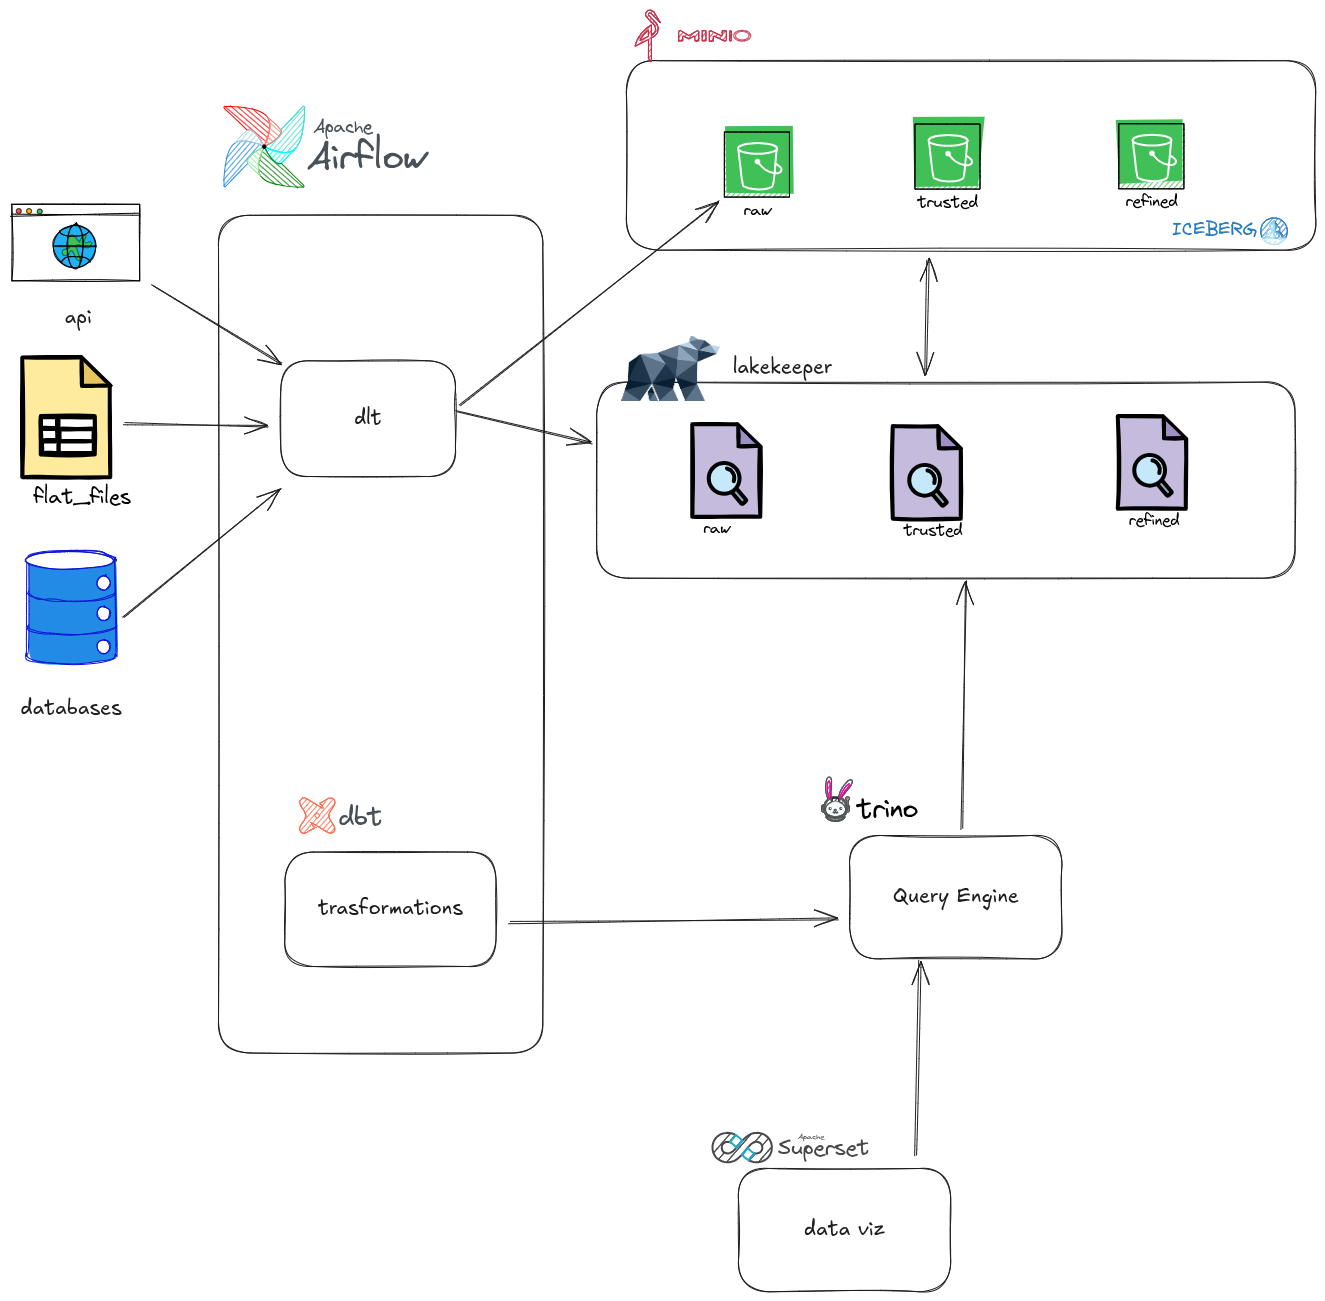 MINIO
raw
trusted
refined
ICEBERG
Apache
Airflow
api
flat_files
databases
dlt
lakekeeper
raw
trusted
refined
dbt
trasformations
trino
Query Engine
Apache
Superset
data viz